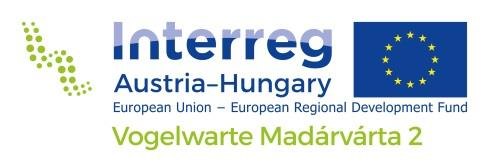 Interreg
Austria–Hungary
European Union – European Regional Development Fund
Vogelwarte Madárvárta 2